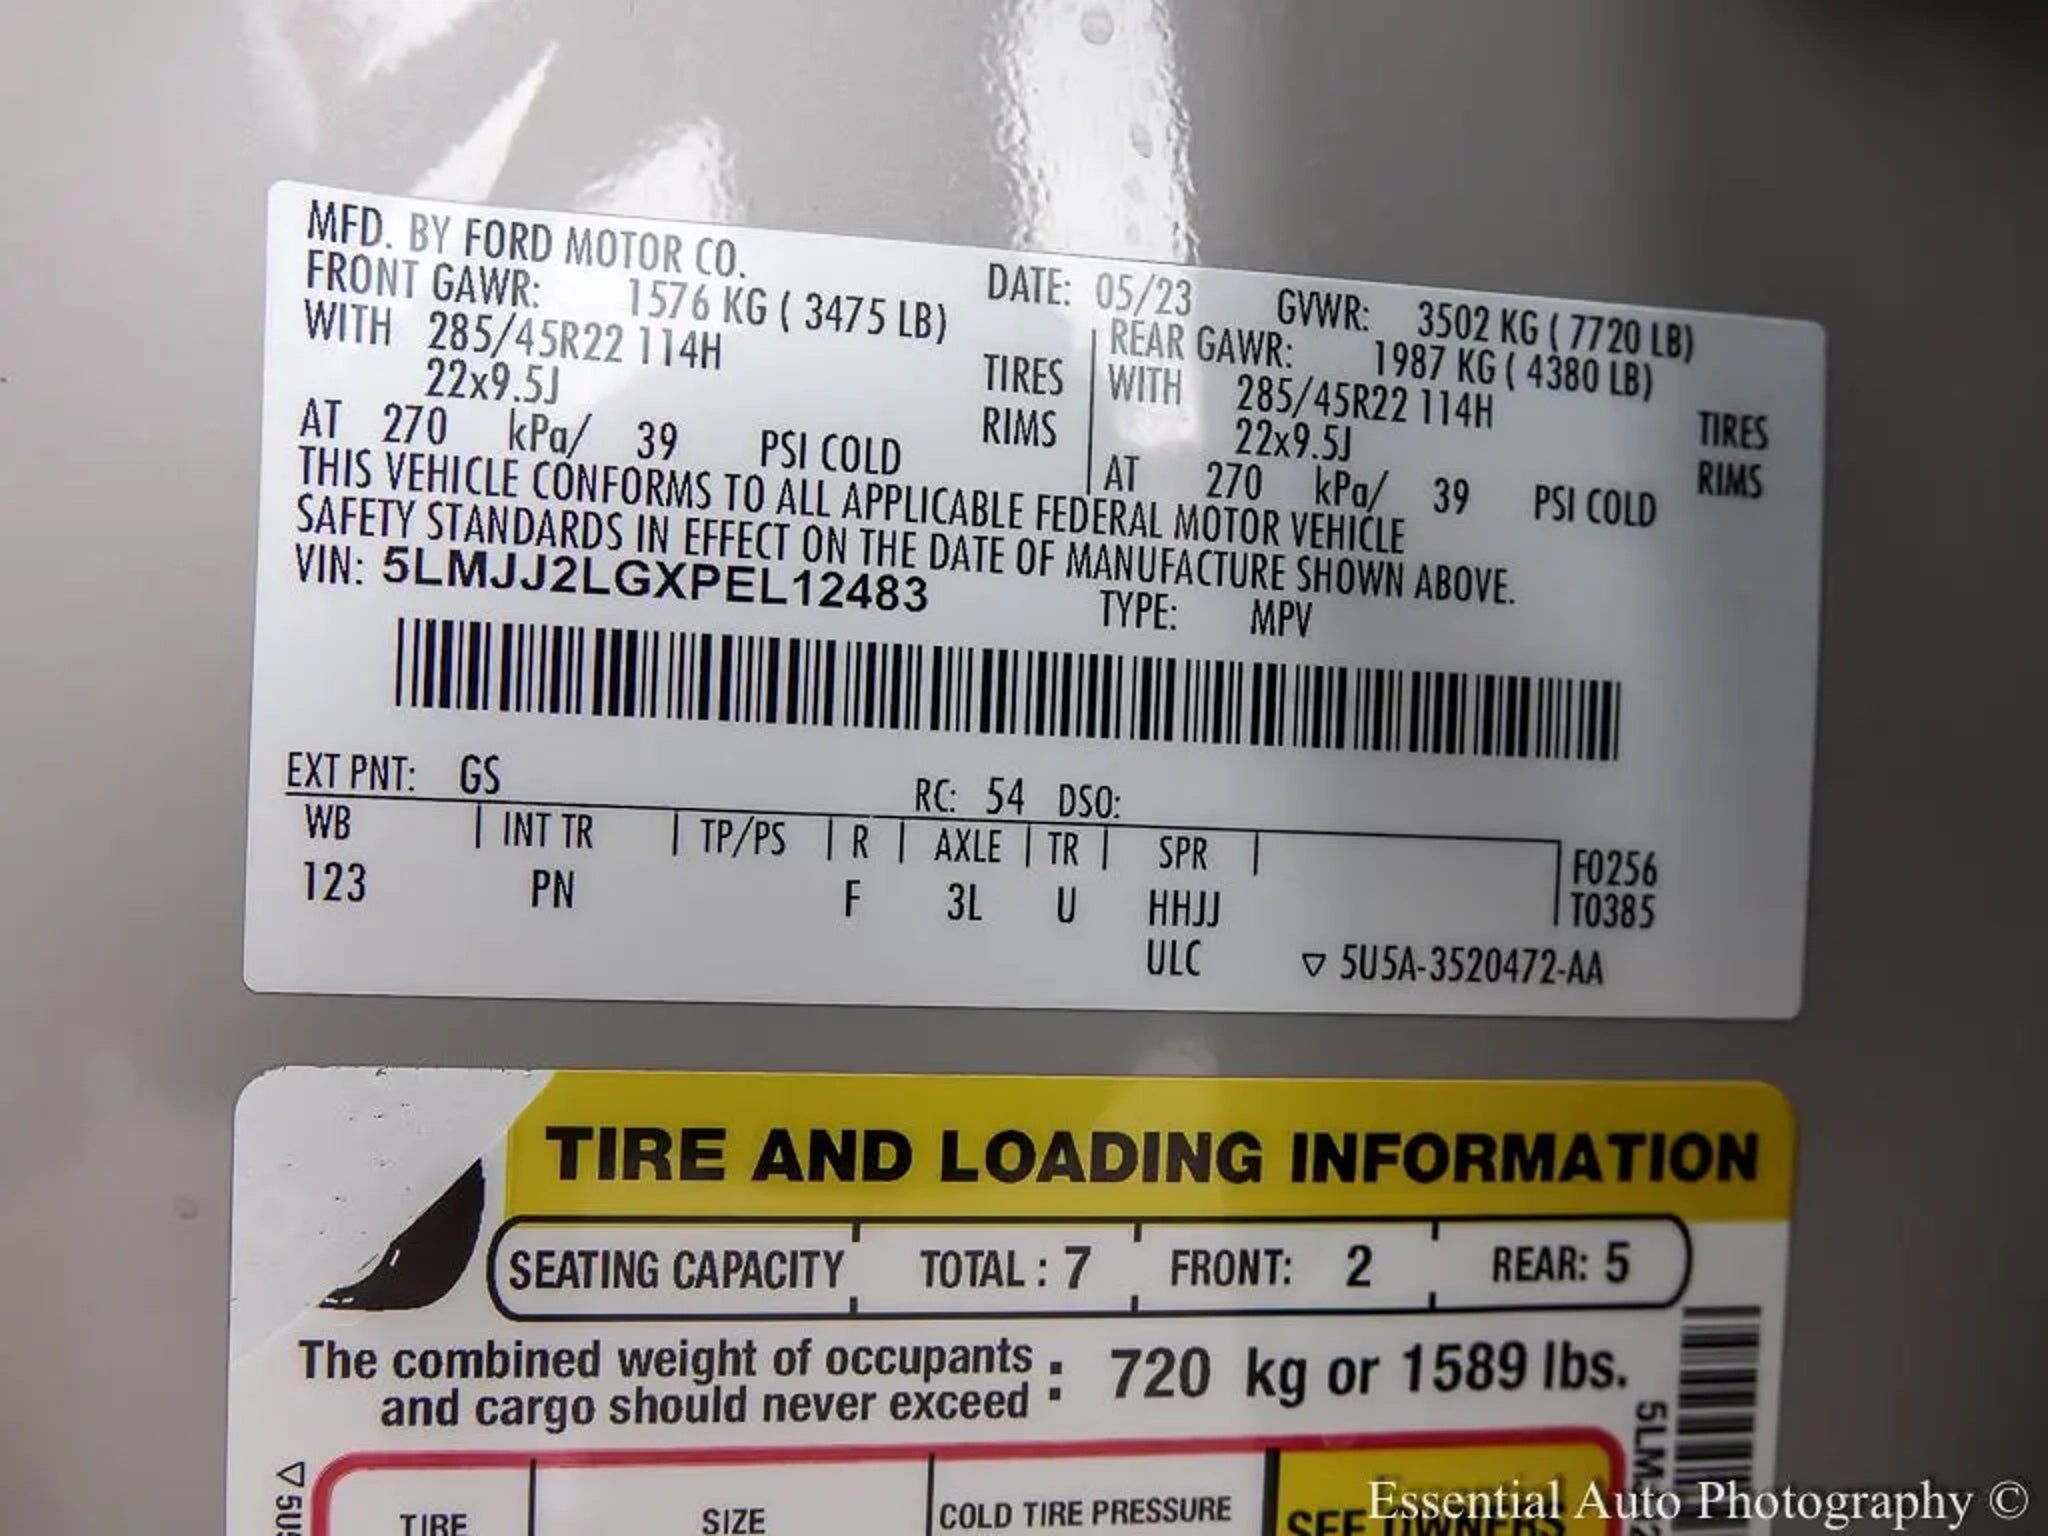 MFD. BY FORD MOTOR CO. DATE: 05/23 GVWR: 3502 KG ( 7720 LB)
FRONT GAWR: 1576 KG ( 3475 LB) REAR GAWR: 1987 KG ( 4380 LB)
WITH 285/45R22 114H TIRES WITH 285/45R22 114H TIRES
22x9.5J RIMS 22x9.5J RIMS
AT 270 kPa/ 39 PSI COLD AT 270 kPa/ 39 PSI COLD
THIS VEHICLE CONFORMS TO ALL APPLICABLE FEDERAL MOTOR VEHICLE
SAFETY STANDARDS IN EFFECT ON THE DATE OF MANUFACTURE SHOWN ABOVE.
VIN: 5LMJJ2LGXPEL12483 TYPE: MPV
EXT PNT: GS RC: 54 DSO:
WB | INT TR | TP/PS | R | AXLE | TR | SPR | F0256
123 PN F 3L U HHJJ T0385
ULC ▽ 5U5A-3520472-AA
TIRE AND LOADING INFORMATION
SEATING CAPACITY TOTAL : 7 FRONT: 2 REAR: 5
The combined weight of occupants
and cargo should never exceed : 720 kg or 1589 lbs.
TIRE SIZE COLD TIRE PRESSURE SEE OWNERS
▽ 5U5
5LM
Essential Auto Photography ©